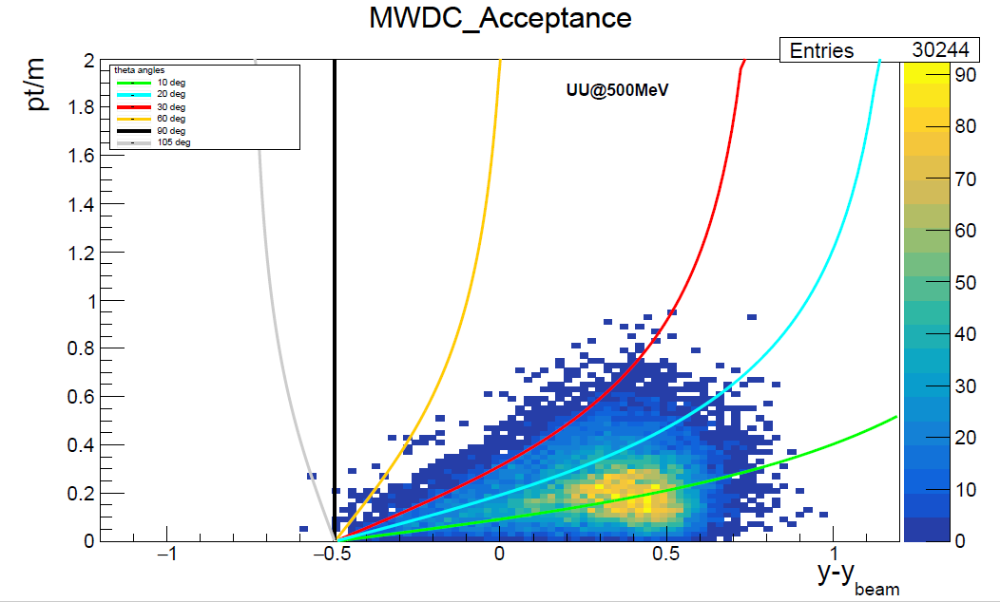 MWDC_Acceptance
Entries 30244
pt/m
theta angles
10 deg
20 deg
30 deg
60 deg
90 deg
105 deg
UU@500MeV
2
1.8
1.6
1.4
1.2
1
0.8
0.6
0.4
0.2
0
−1
−0.5
0
0.5
1
y-y beam
90
80
70
60
50
40
30
20
10
0